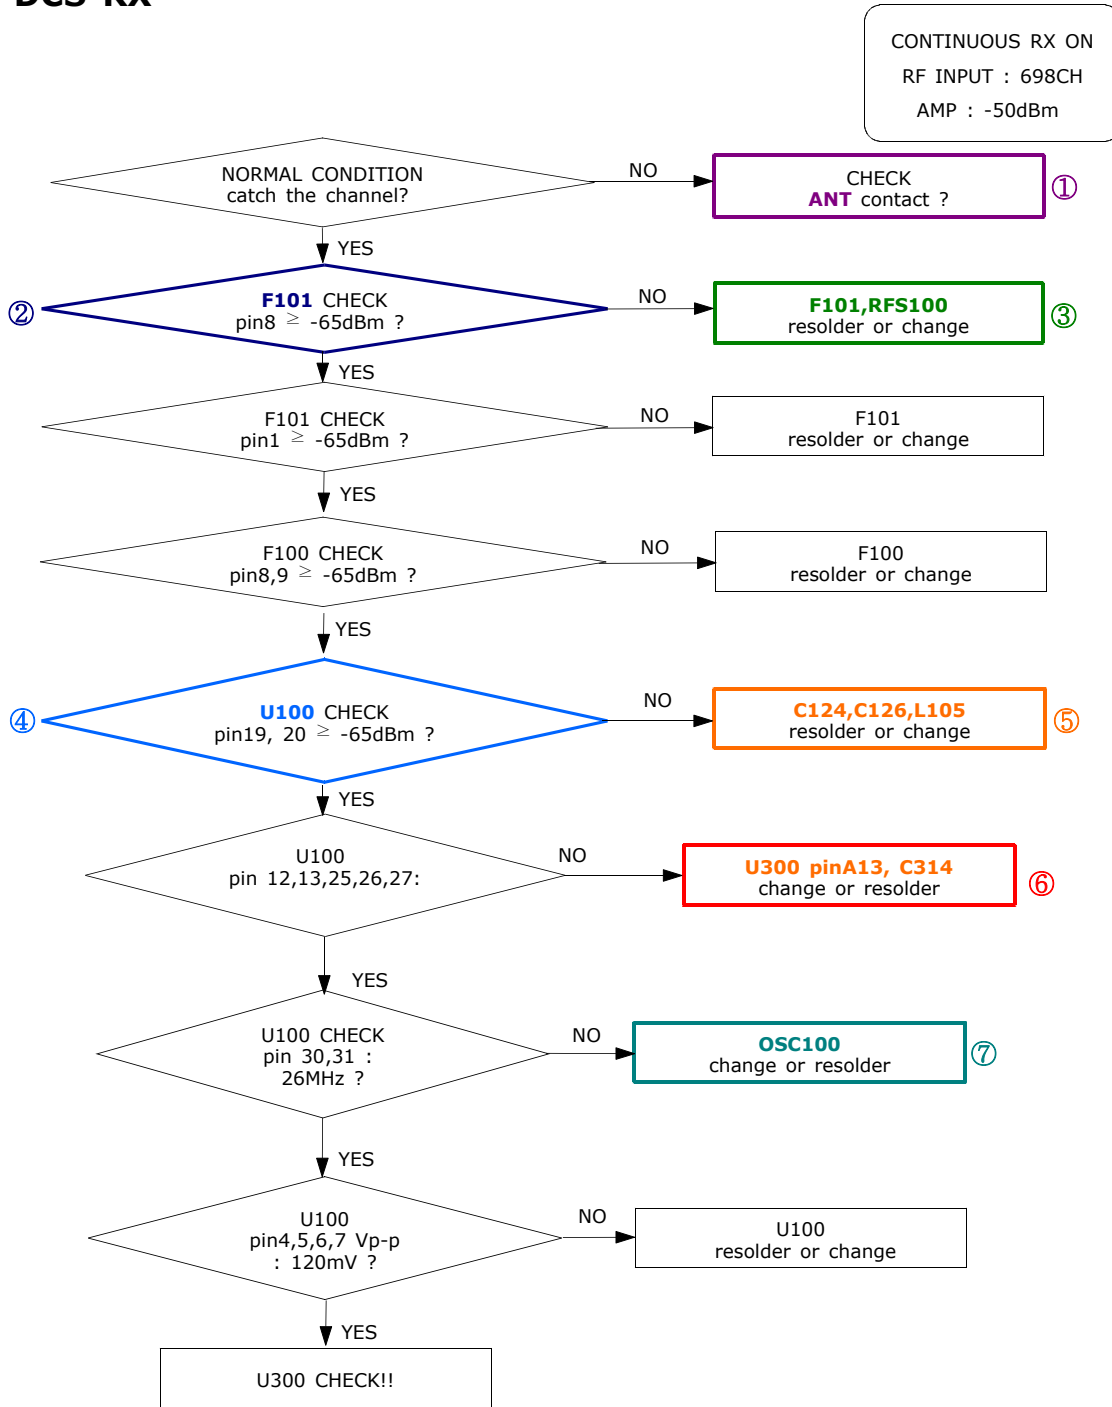 DCS RX
CONTINUOUS RX ON
RF INPUT : 698CH
AMP : -50dBm
NORMAL CONDITION
catch the channel?
NO
CHECK
ANT contact ?
①
YES
②
F101 CHECK
pin8 ≥ -65dBm ?
NO
F101,RFS100
resolder or change
③
YES
F101 CHECK
pin1 ≥ -65dBm ?
NO
F101
resolder or change
YES
F100 CHECK
pin8,9 ≥ -65dBm ?
NO
F100
resolder or change
YES
④
U100 CHECK
pin19, 20 ≥ -65dBm ?
NO
C124,C126,L105
resolder or change
⑤
YES
U100
pin 12,13,25,26,27:
NO
U300 pinA13, C314
change or resolder
⑥
YES
U100 CHECK
pin 30,31 :
26MHz ?
NO
OSC100
change or resolder
⑦
YES
U100
pin4,5,6,7 Vp-p
: 120mV ?
NO
U100
resolder or change
YES
U300 CHECK!!